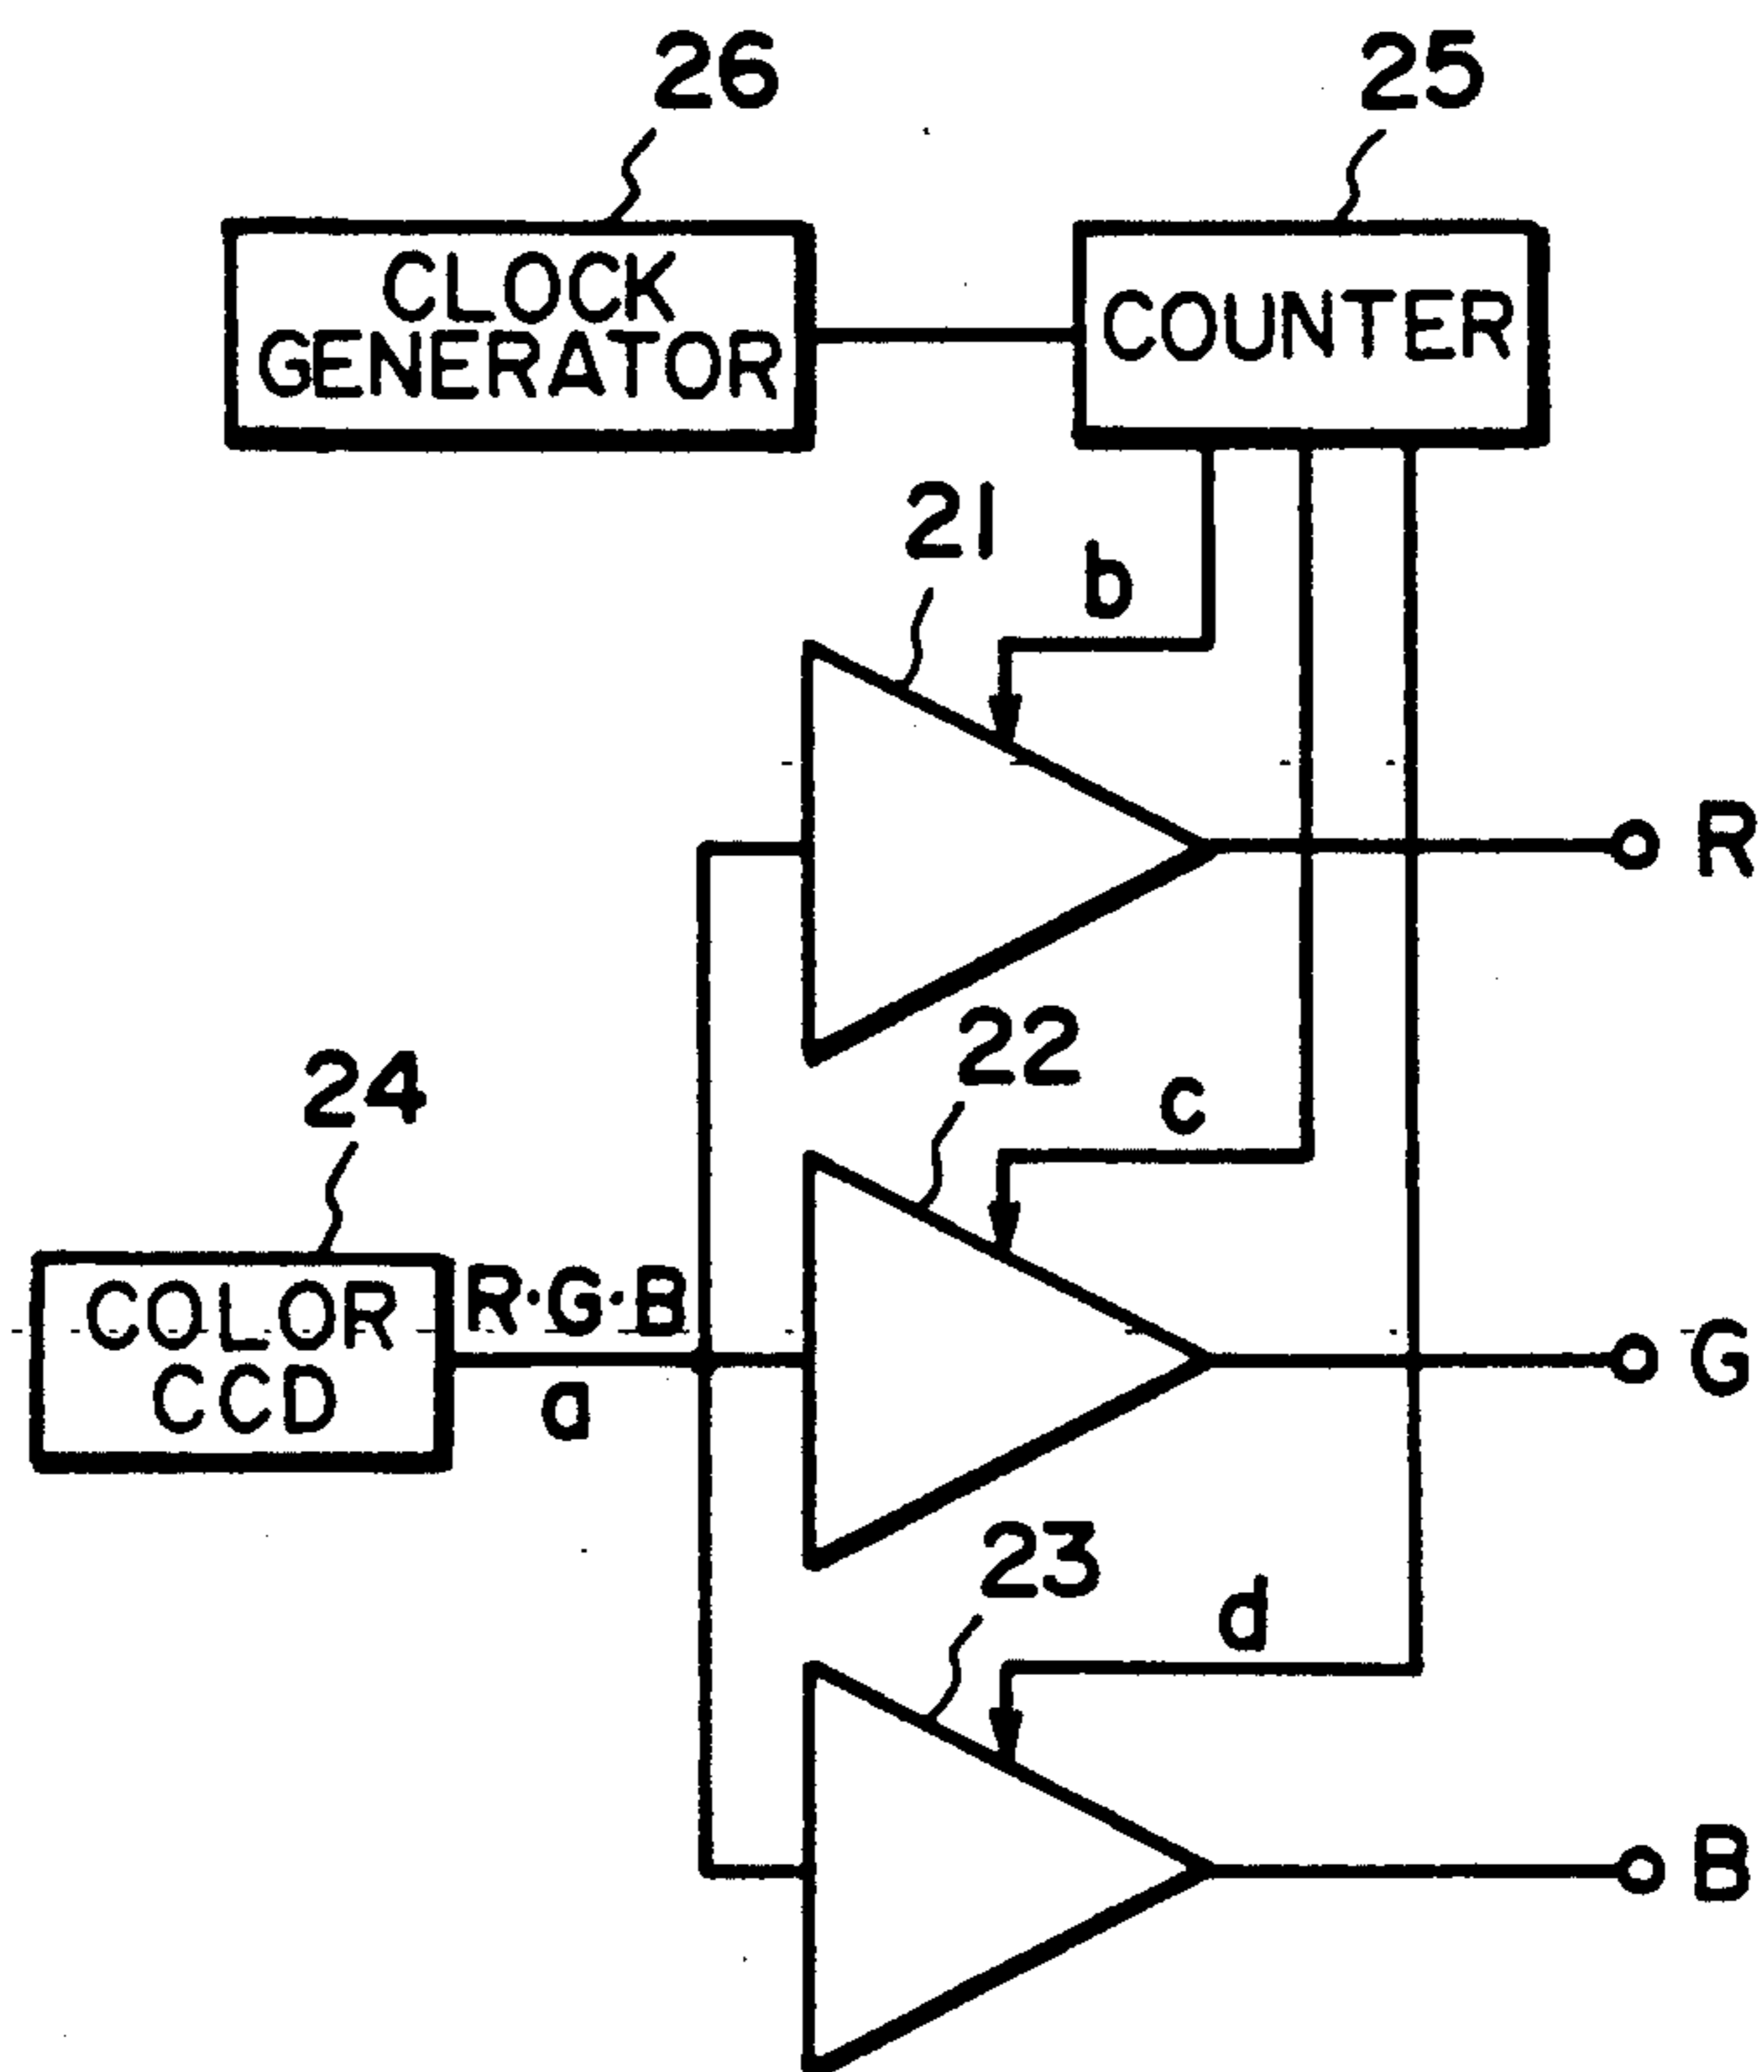 26
25
CLOCK
GENERATOR
COUNTER
21
b
R
22
c
24
COLOR
CCD
R·G·B
a
G
23
d
B